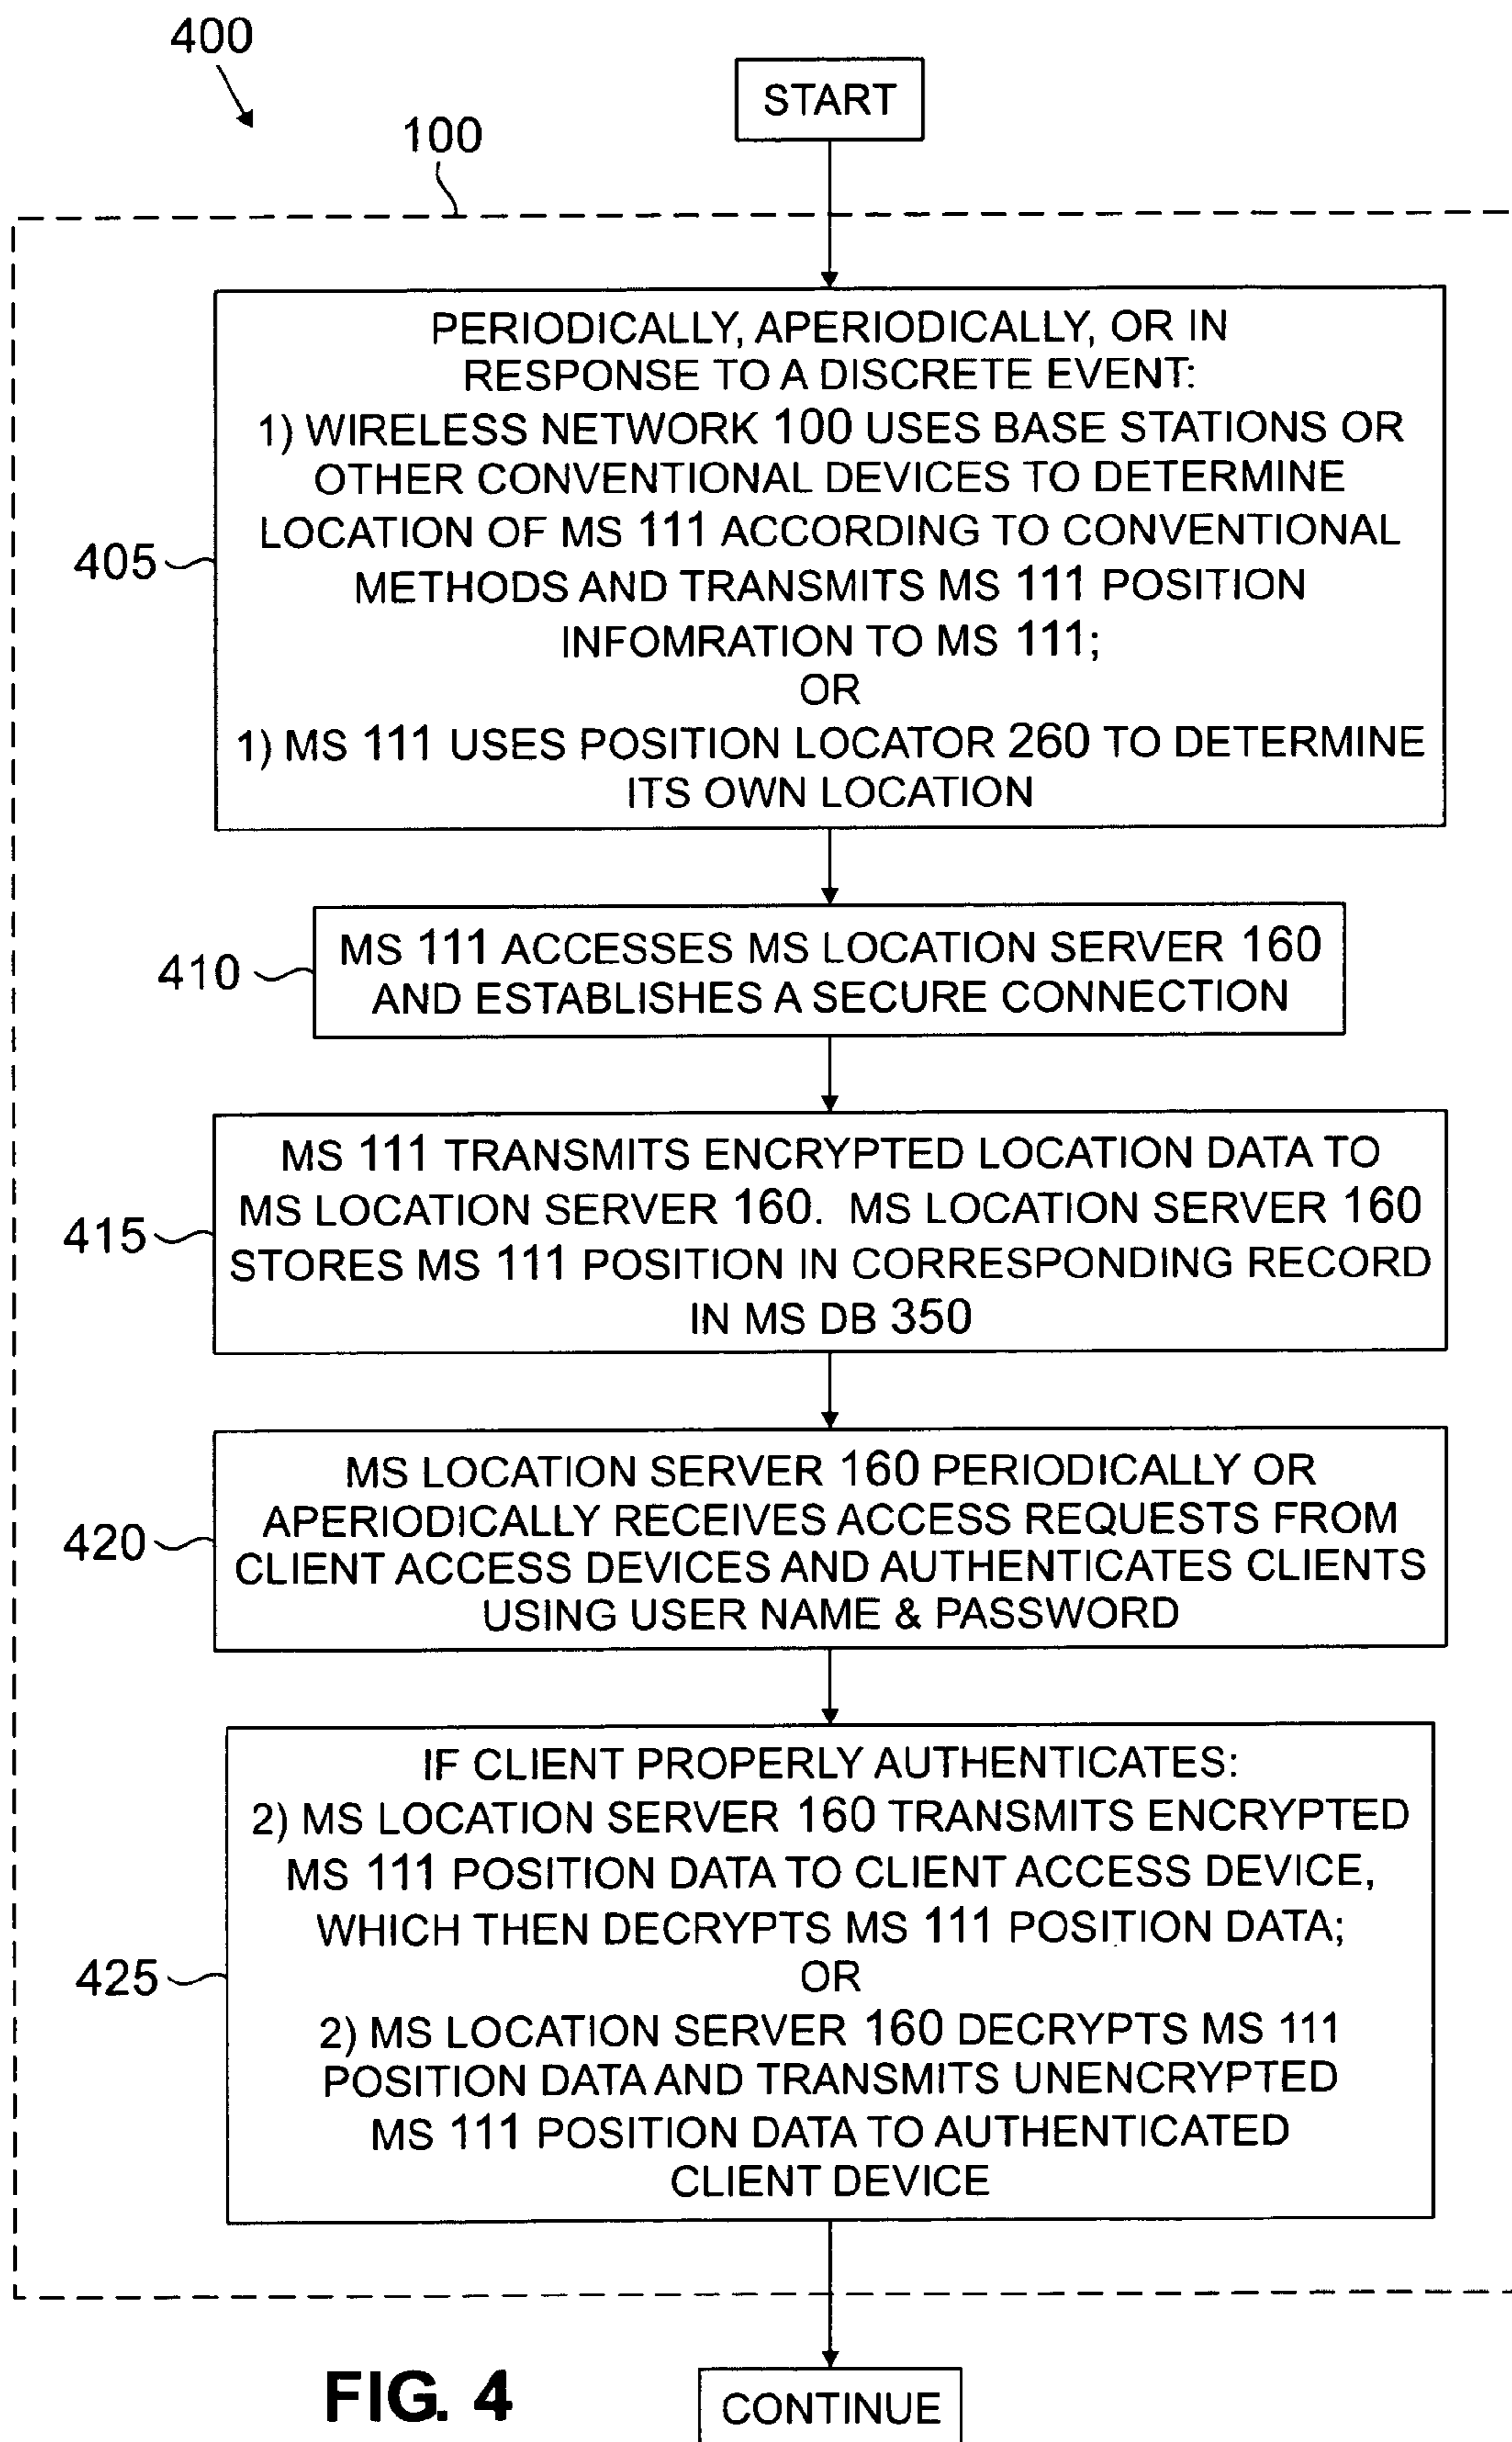 400
START
100
PERIODICALLY, APERIODICALLY, OR IN
RESPONSE TO A DISCRETE EVENT:
1) WIRELESS NETWORK 100 USES BASE STATIONS OR
OTHER CONVENTIONAL DEVICES TO DETERMINE
LOCATION OF MS 111 ACCORDING TO CONVENTIONAL
METHODS AND TRANSMITS MS 111 POSITION
INFOMRATION TO MS 111;
OR
1) MS 111 USES POSITION LOCATOR 260 TO DETERMINE
ITS OWN LOCATION
405
MS 111 ACCESSES MS LOCATION SERVER 160
AND ESTABLISHES A SECURE CONNECTION
410
MS 111 TRANSMITS ENCRYPTED LOCATION DATA TO
MS LOCATION SERVER 160. MS LOCATION SERVER 160
STORES MS 111 POSITION IN CORRESPONDING RECORD
IN MS DB 350
415
MS LOCATION SERVER 160 PERIODICALLY OR
APERIODICALLY RECEIVES ACCESS REQUESTS FROM
CLIENT ACCESS DEVICES AND AUTHENTICATES CLIENTS
USING USER NAME & PASSWORD
420
IF CLIENT PROPERLY AUTHENTICATES:
2) MS LOCATION SERVER 160 TRANSMITS ENCRYPTED
MS 111 POSITION DATA TO CLIENT ACCESS DEVICE,
WHICH THEN DECRYPTS MS 111 POSITION DATA;
OR
2) MS LOCATION SERVER 160 DECRYPTS MS 111
POSITION DATA AND TRANSMITS UNENCRYPTED
MS 111 POSITION DATA TO AUTHENTICATED
CLIENT DEVICE
425
FIG. 4
CONTINUE